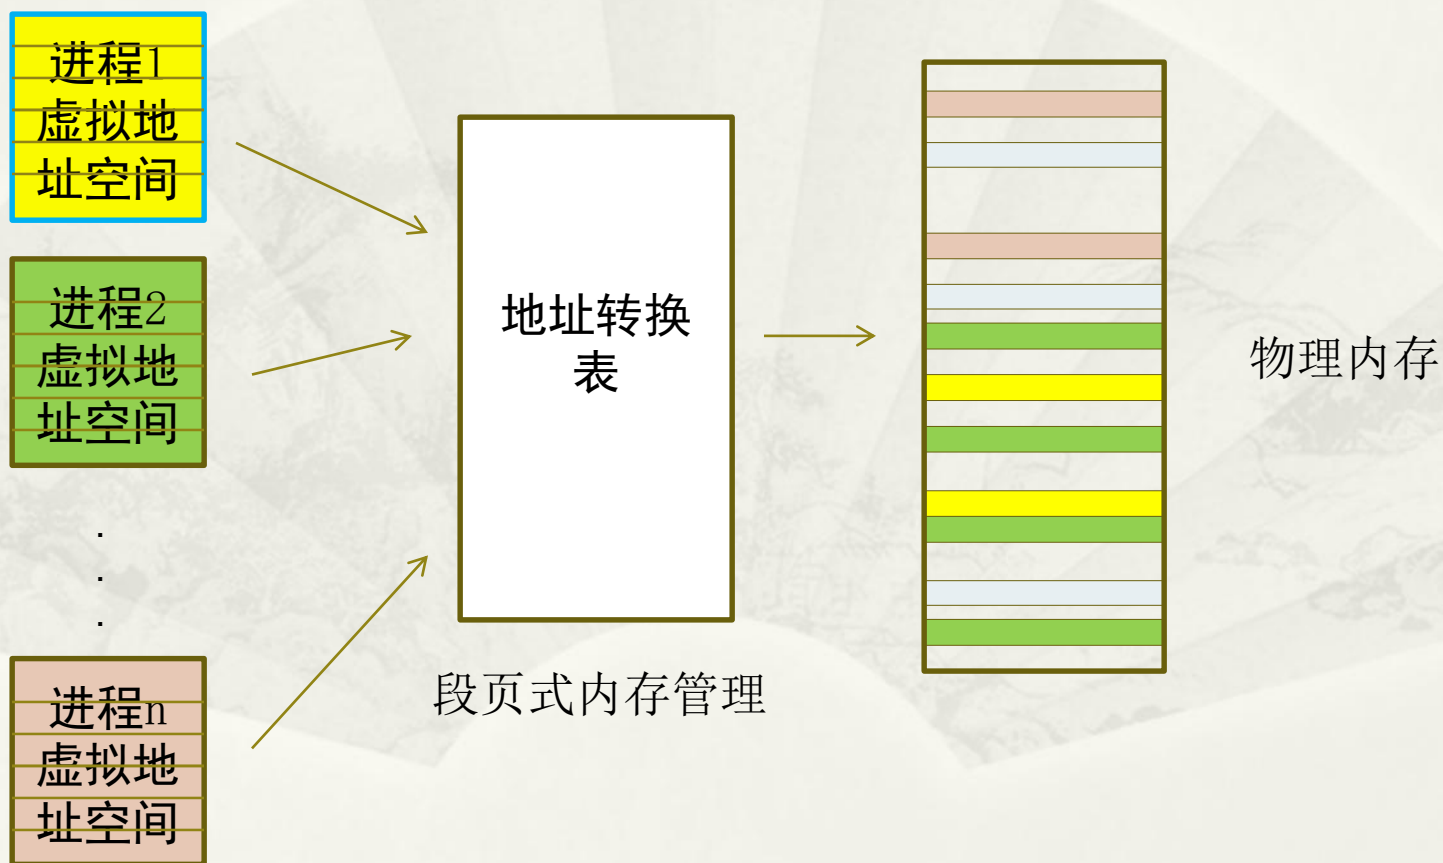 进程1
虚拟地
址空间
进程2
虚拟地
址空间
.
.
.
进程n
虚拟地
址空间
地址转换
表
段页式内存管理
物理内存